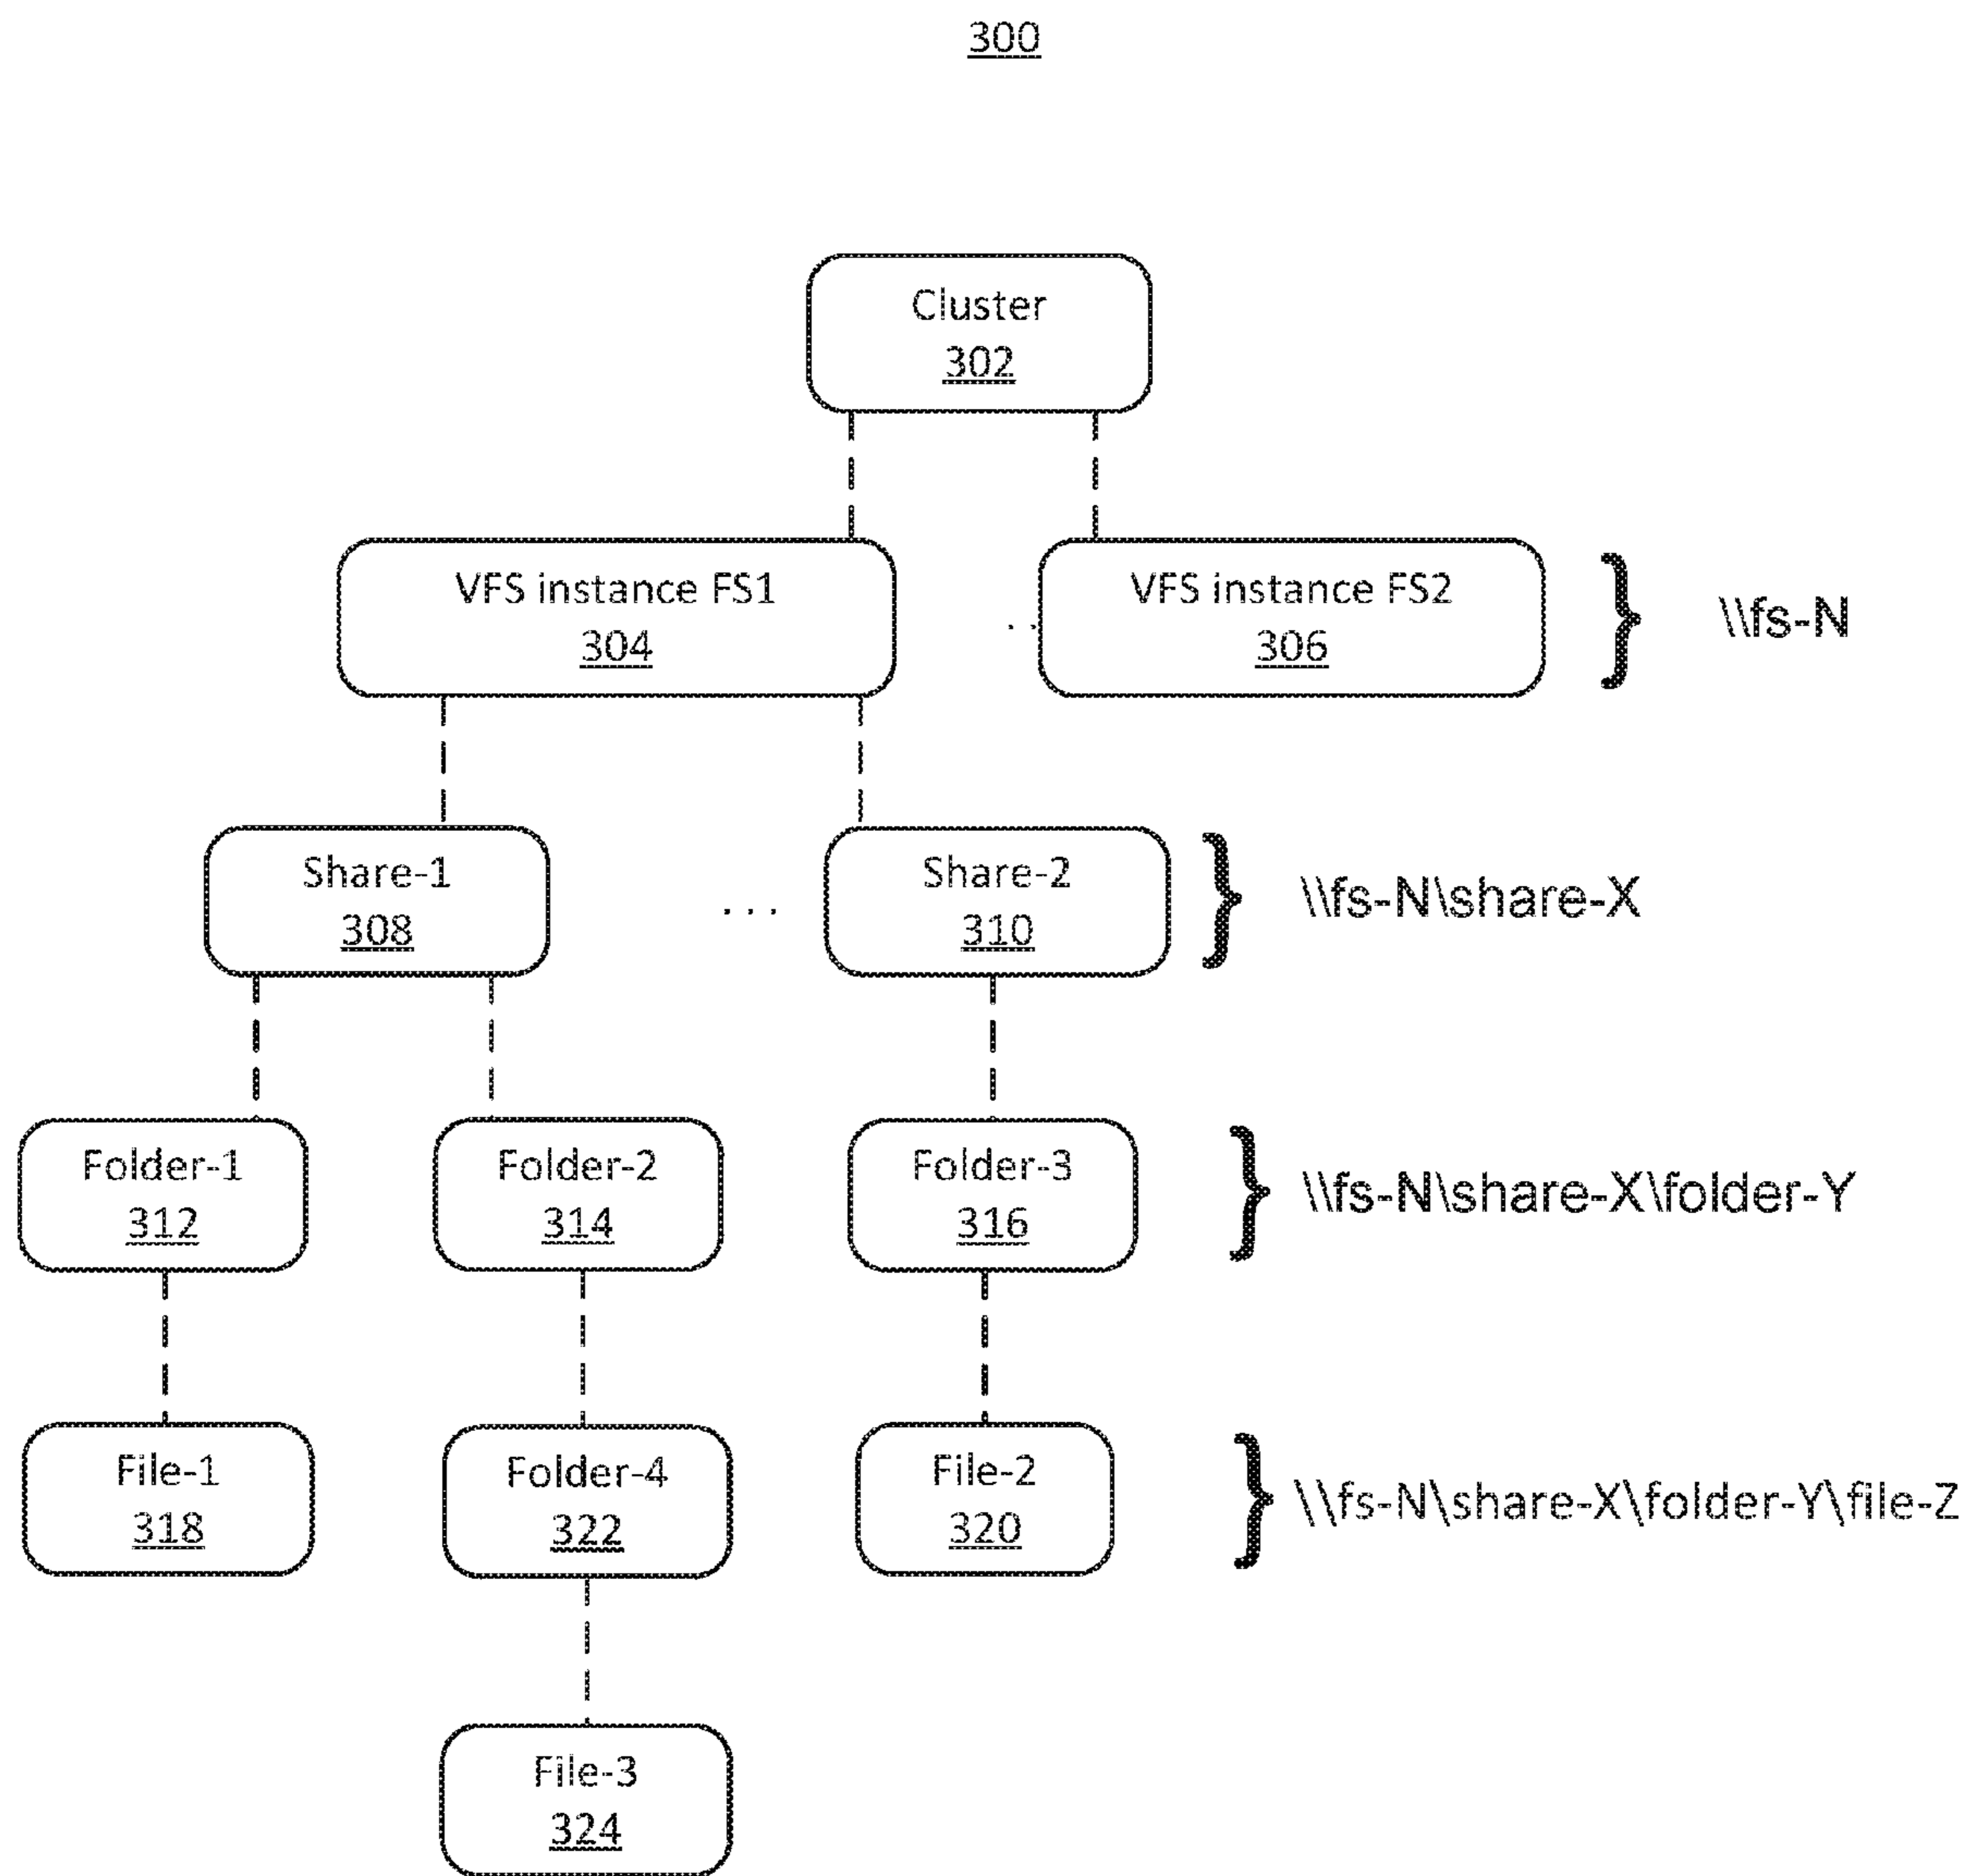 300
Cluster
302
VFS instance FS1
304
. .
VFS instance FS2
306
} \\fs-N
Share-1
308
. . .
Share-2
310
} \\fs-N\share-X
Folder-1
312
Folder-2
314
Folder-3
316
} \\fs-N\share-X\folder-Y
File-1
318
Folder-4
322
File-2
320
} \\fs-N\share-X\folder-Y\file-Z
File-3
324